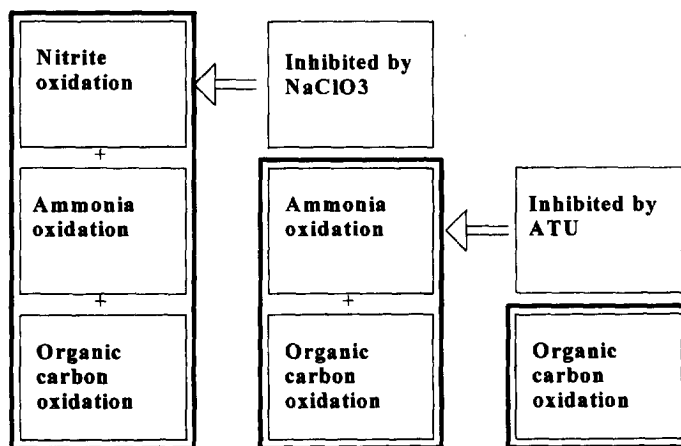 Nitrite
oxidation
Inhibited by
NaClO3
+
Ammonia
oxidation
Ammonia
oxidation
Inhibited by
ATU
+
+
Organic
carbon
oxidation
Organic
carbon
oxidation
Organic
carbon
oxidation